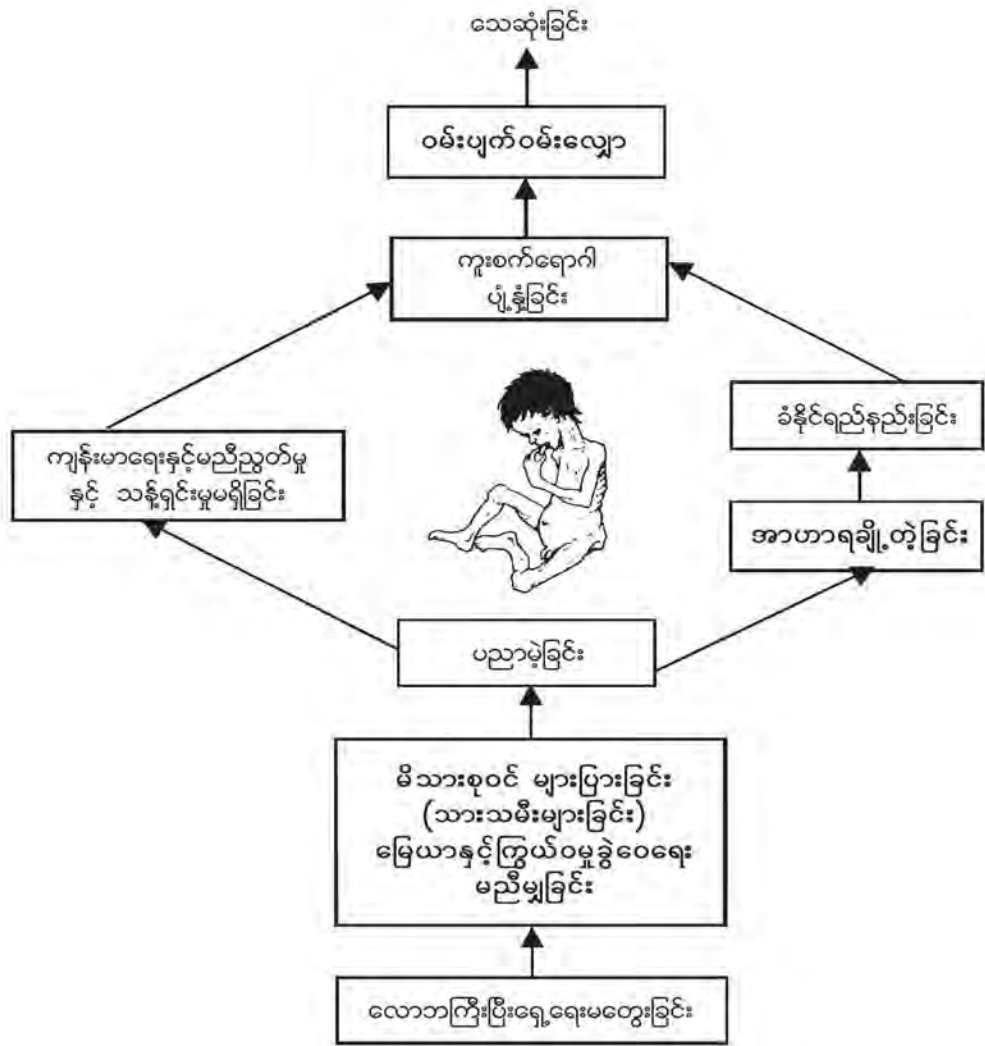 သေဆုံးခြင်း
ဝမ်းပျက်ဝမ်းလျှော
ကူးစက်ရောဂါ
ပျံ့နှံ့ခြင်း
ခံနိုင်ရည်နည်းခြင်း
ကျန်းမာရေးနှင့်မညီညွတ်မှု
နှင့် သန့်ရှင်းမှုမရှိခြင်း
အာဟာရချို့တဲ့ခြင်း
ပညာမဲ့ခြင်း
မိသားစုဝင် များပြားခြင်း
(သားသမီးများခြင်း)
မြေယာနှင့်ကြွယ်ဝမှုခွဲဝေရေး
မညီမျှခြင်း
လောဘကြီးပြီးရှေ့ရေးမတွေးခြင်း